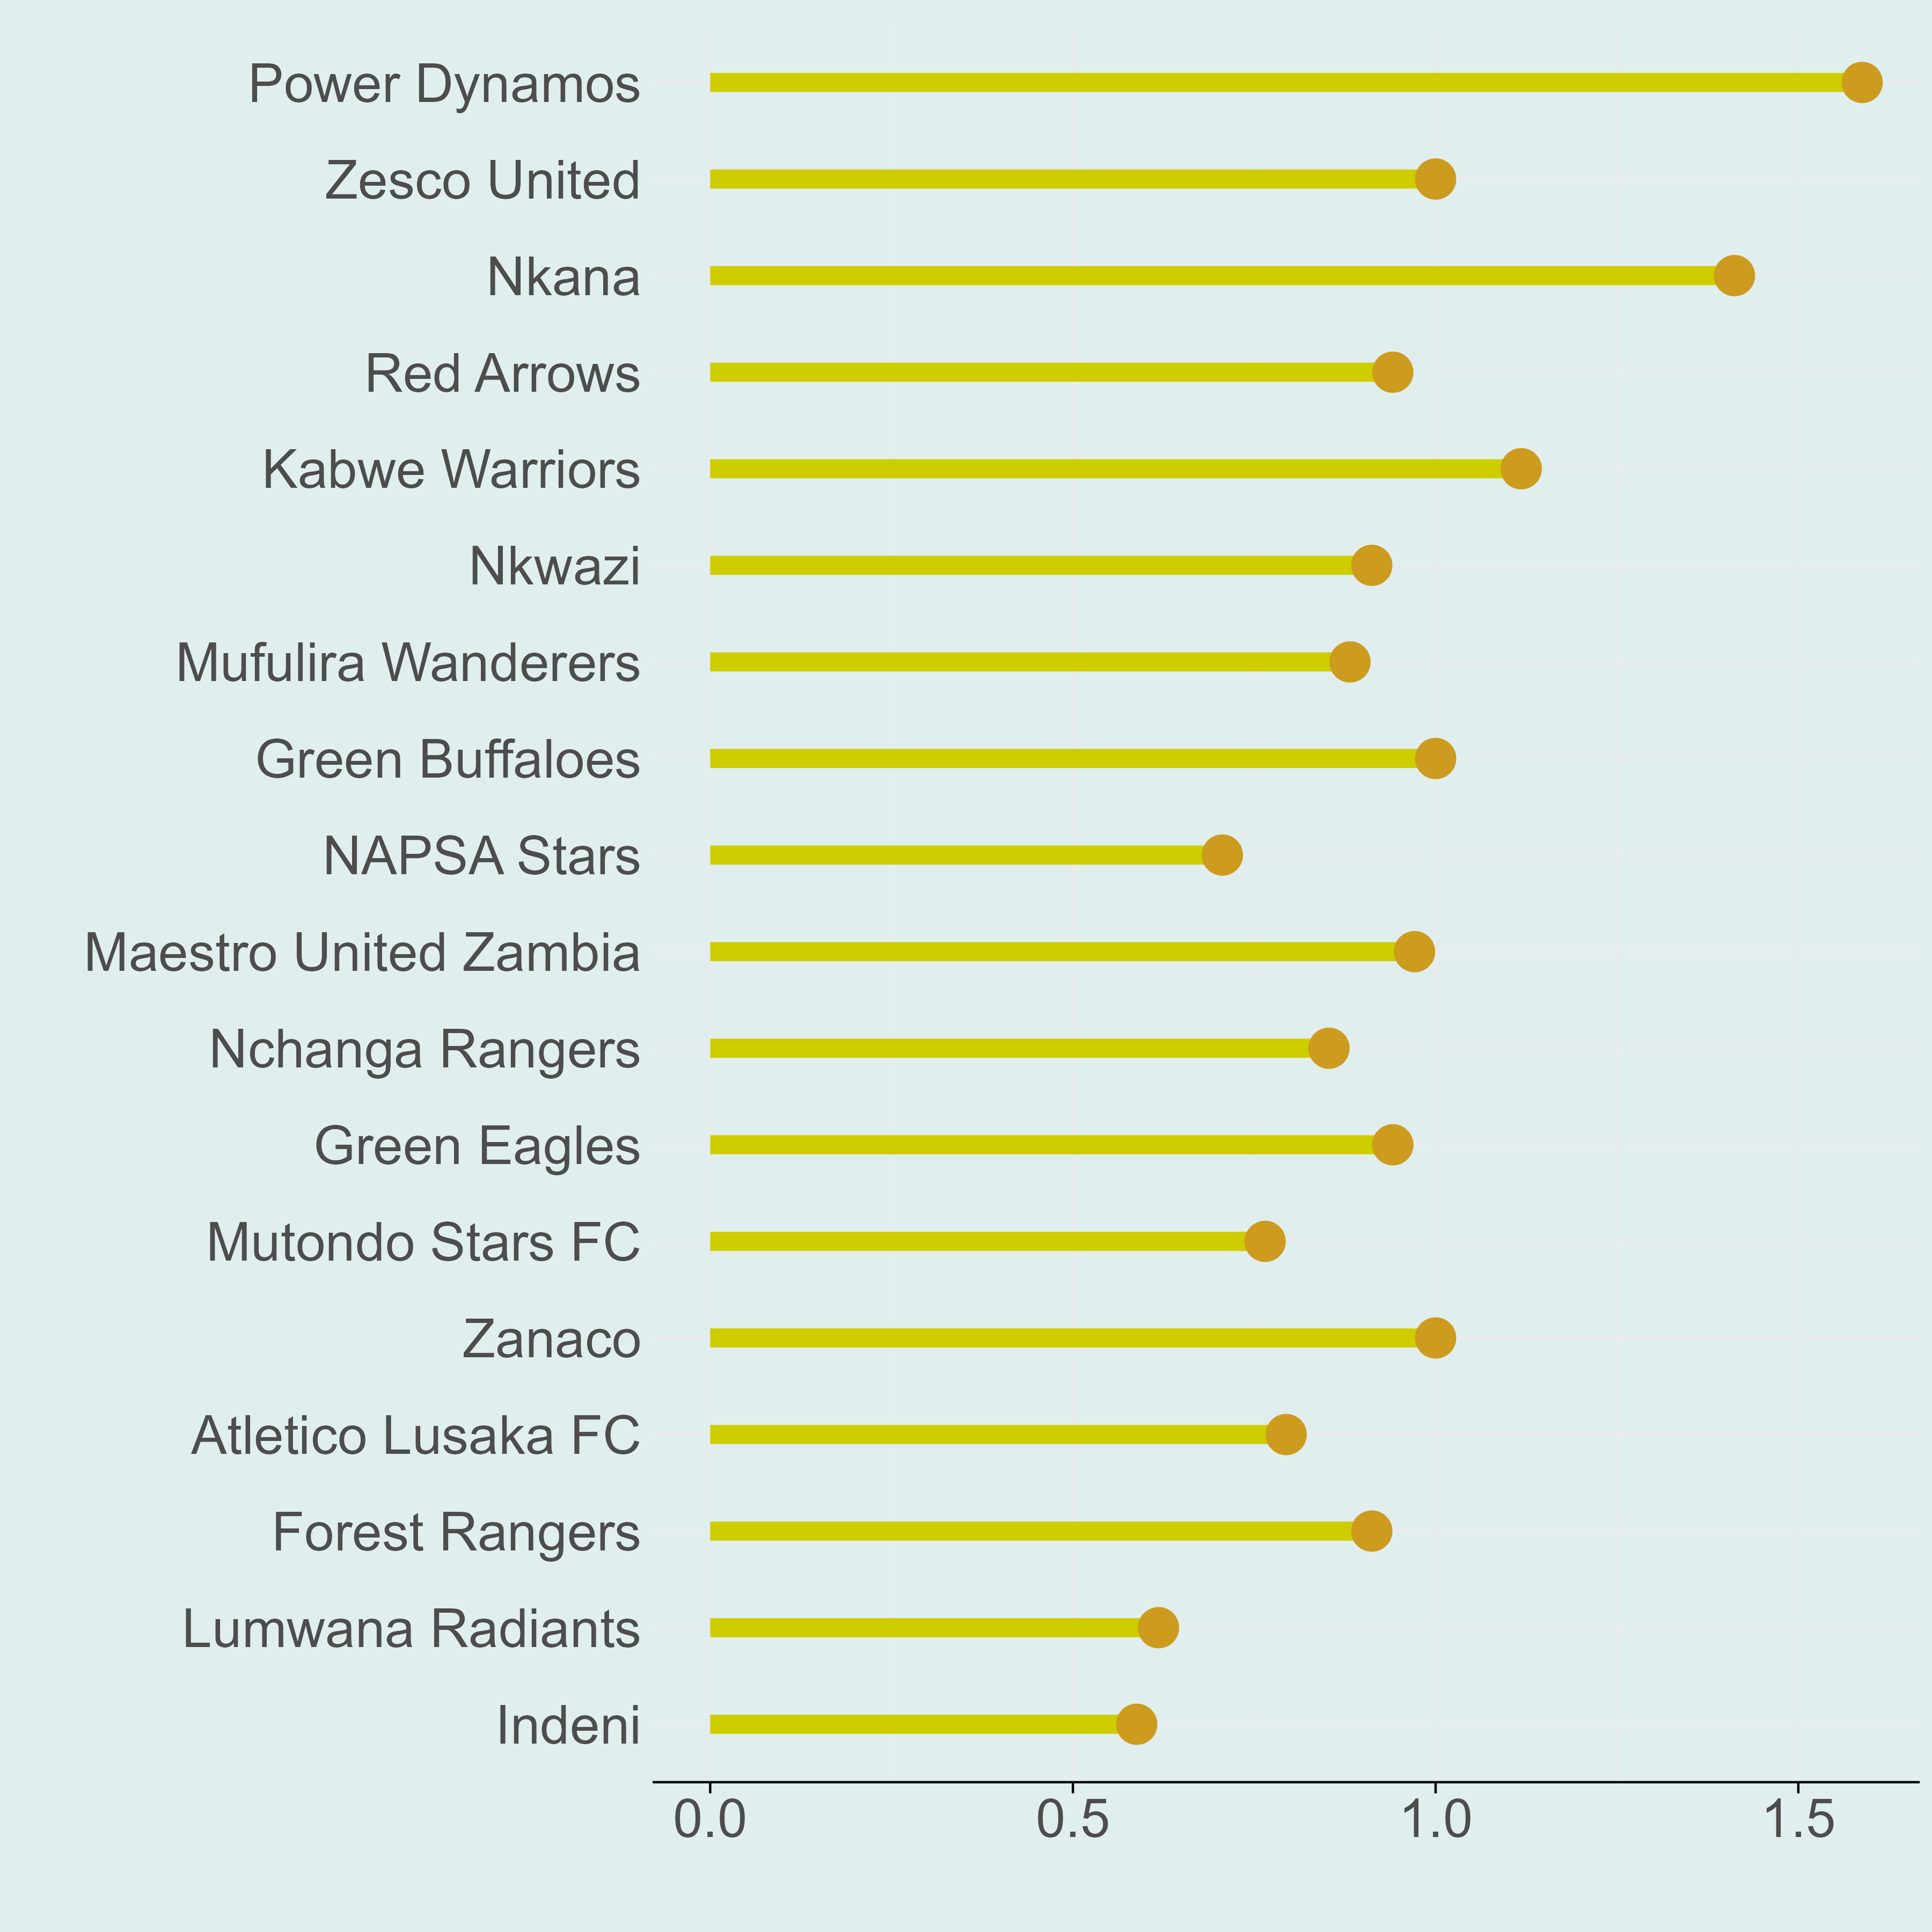 Power Dynamos
Zesco United
Nkana
Red Arrows
Kabwe Warriors
Nkwazi
Mufulira Wanderers
Green Buffaloes
NAPSA Stars
Maestro United Zambia
Nchanga Rangers
Green Eagles
Mutondo Stars FC
Zanaco
Atletico Lusaka FC
Forest Rangers
Lumwana Radiants
Indeni
0.0 0.5 1.0 1.5